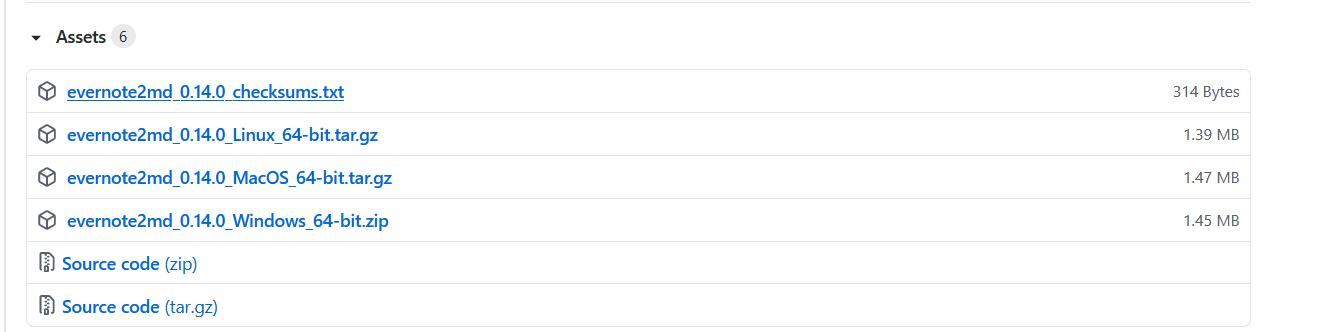 Assets 6
evernote2md_0.14.0_checksums.txt 314 Bytes
evernote2md_0.14.0_Linux_64-bit.tar.gz 1.39 MB
evernote2md_0.14.0_MacOS_64-bit.tar.gz 1.47 MB
evernote2md_0.14.0_Windows_64-bit.zip 1.45 MB
Source code (zip)
Source code (tar.gz)